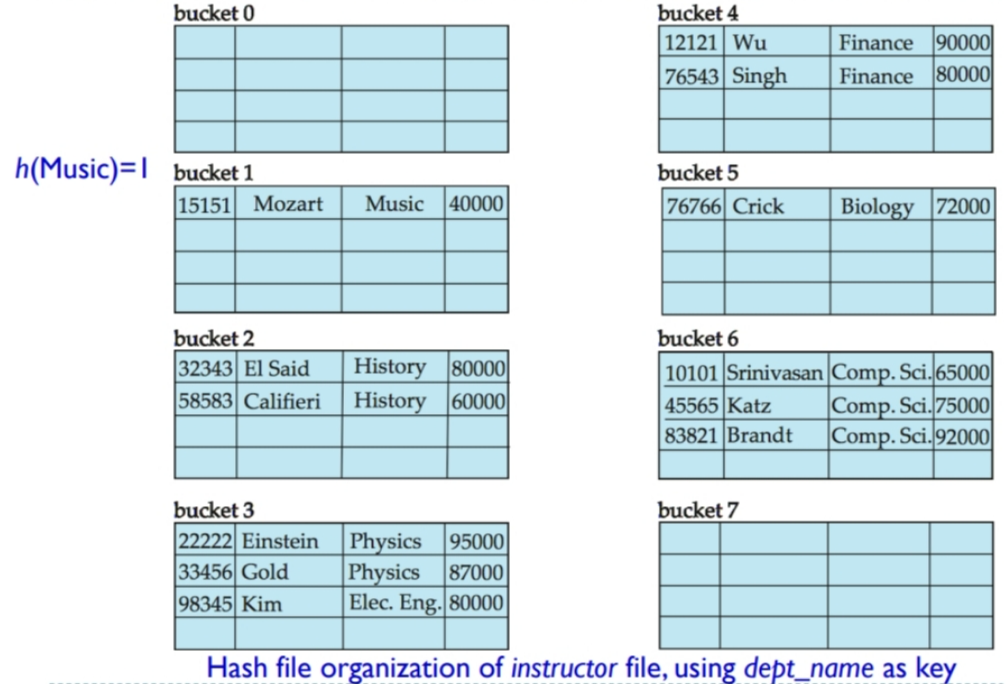 bucket 0
h(Music)=1
bucket 1
15151 Mozart Music 40000
bucket 2
32343 El Said History 80000
58583 Califieri History 60000
bucket 3
22222 Einstein Physics 95000
33456 Gold Physics 87000
98345 Kim Elec. Eng. 80000
bucket 4
12121 Wu Finance 90000
76543 Singh Finance 80000
bucket 5
76766 Crick Biology 72000
bucket 6
10101 Srinivasan Comp. Sci. 65000
45565 Katz Comp. Sci. 75000
83821 Brandt Comp. Sci. 92000
bucket 7
Hash file organization of instructor file, using dept_name as key